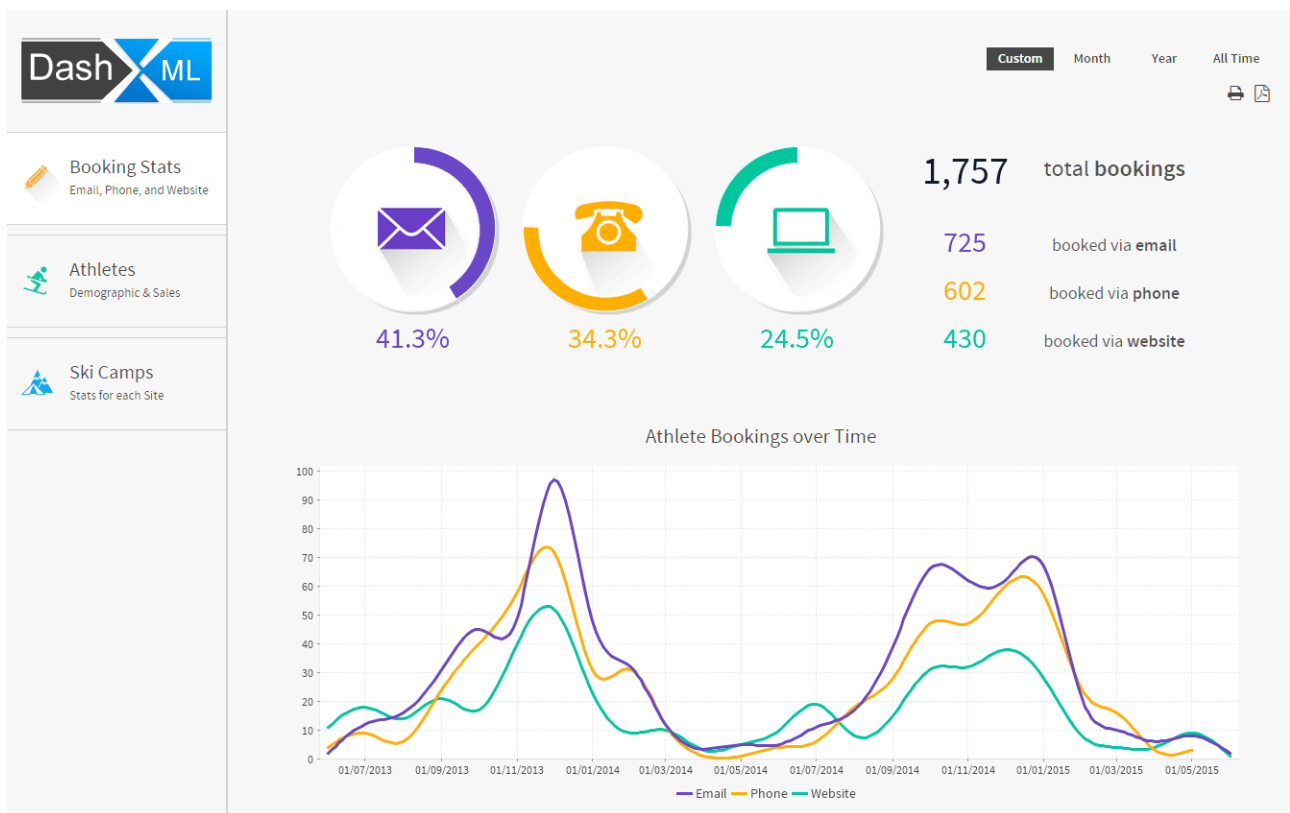 Dash X ML
Custom Month Year All Time
Booking Stats
Email, Phone, and Website
Athletes
Demographic & Sales
Ski Camps
Stats for each Site
41.3%
34.3%
24.5%
1,757 total bookings
725 booked via email
602 booked via phone
430 booked via website
Athlete Bookings over Time
100
90
80
70
60
50
40
30
20
10
0
01/07/2013 01/09/2013 01/11/2013 01/01/2014 01/03/2014 01/05/2014 01/07/2014 01/09/2014 01/11/2014 01/01/2015 01/03/2015 01/05/2015
Email Phone Website